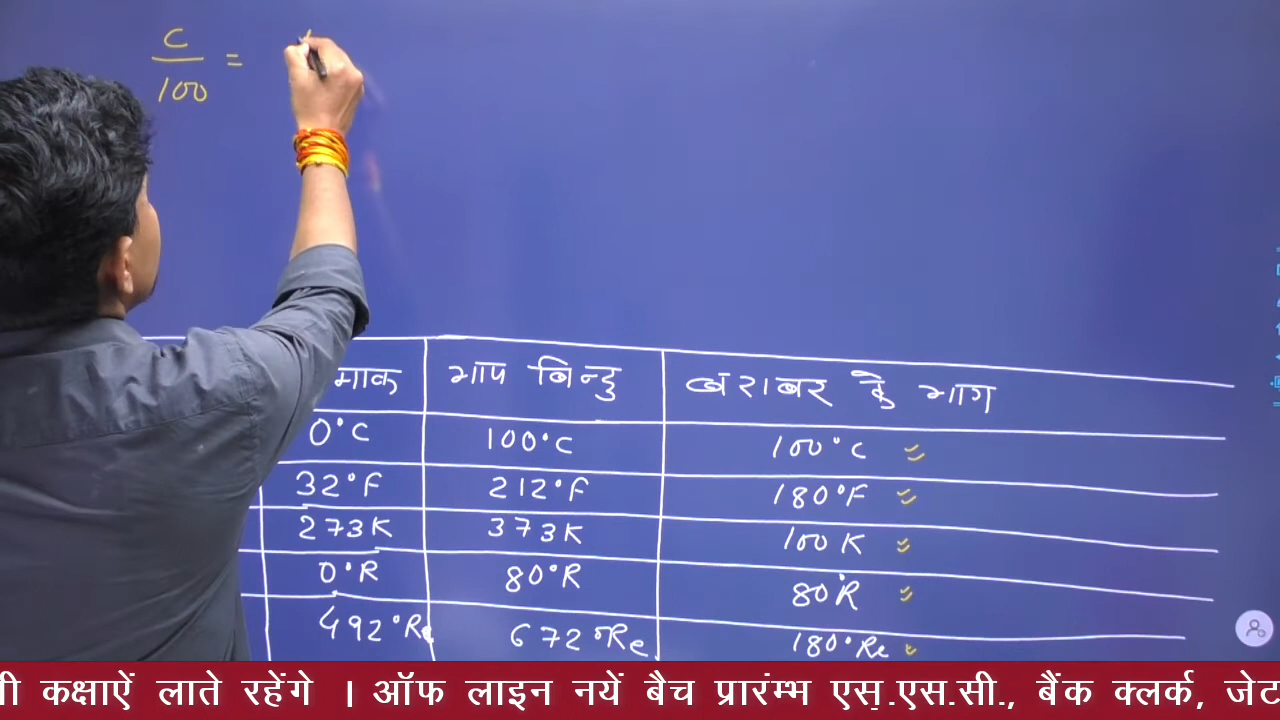 C
100 =
मांक भाप बिन्दु बराबर के भाग
0°C 100°C 100°C
32°F 212°F 180°F
273K 373K 100K
0°R 80°R 80°R
492°Re 672°Re 180°Re
ी कक्षाऐं लाते रहेंगे । ऑफ लाइन नयें बैच प्रारंम्भ एस.एस.सी., बैंक क्लर्क, जेट